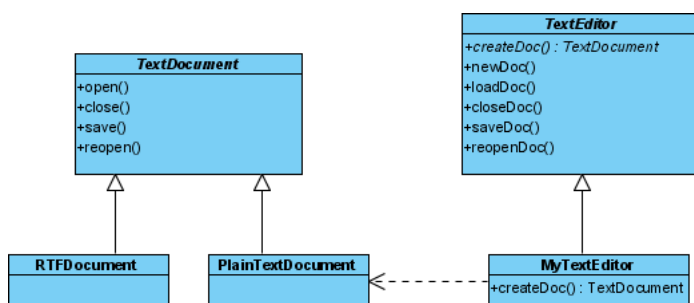 TextDocument
+open()
+close()
+save()
+reopen()
TextEditor
+createDoc() : TextDocument
+newDoc()
+loadDoc()
+closeDoc()
+saveDoc()
+reopenDoc()
RTFDocument
PlainTextDocument
MyTextEditor
+createDoc() : TextDocument